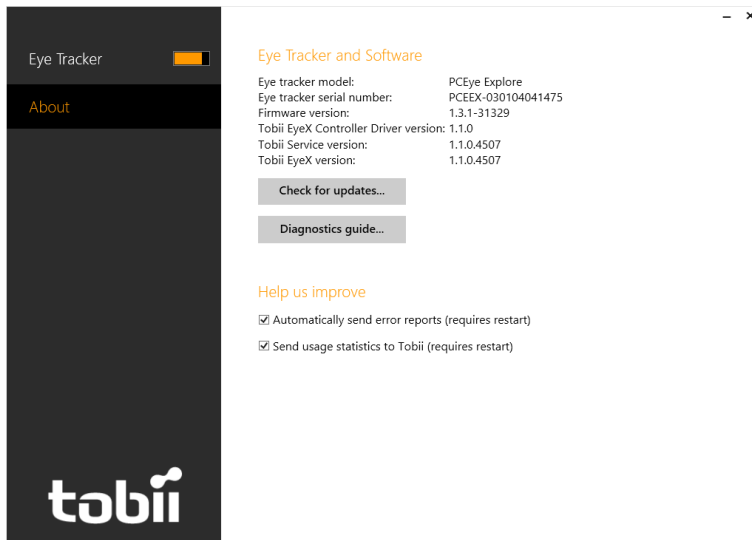 Eye Tracker
About
Eye Tracker and Software
Eye tracker model: PCEye Explore
Eye tracker serial number: PCEEX-030104041475
Firmware version: 1.3.1-31329
Tobii EyeX Controller Driver version: 1.1.0
Tobii Service version: 1.1.0.4507
Tobii EyeX version: 1.1.0.4507
Check for updates...
Diagnostics guide...
Help us improve
Automatically send error reports (requires restart)
Send usage statistics to Tobii (requires restart)
tobii